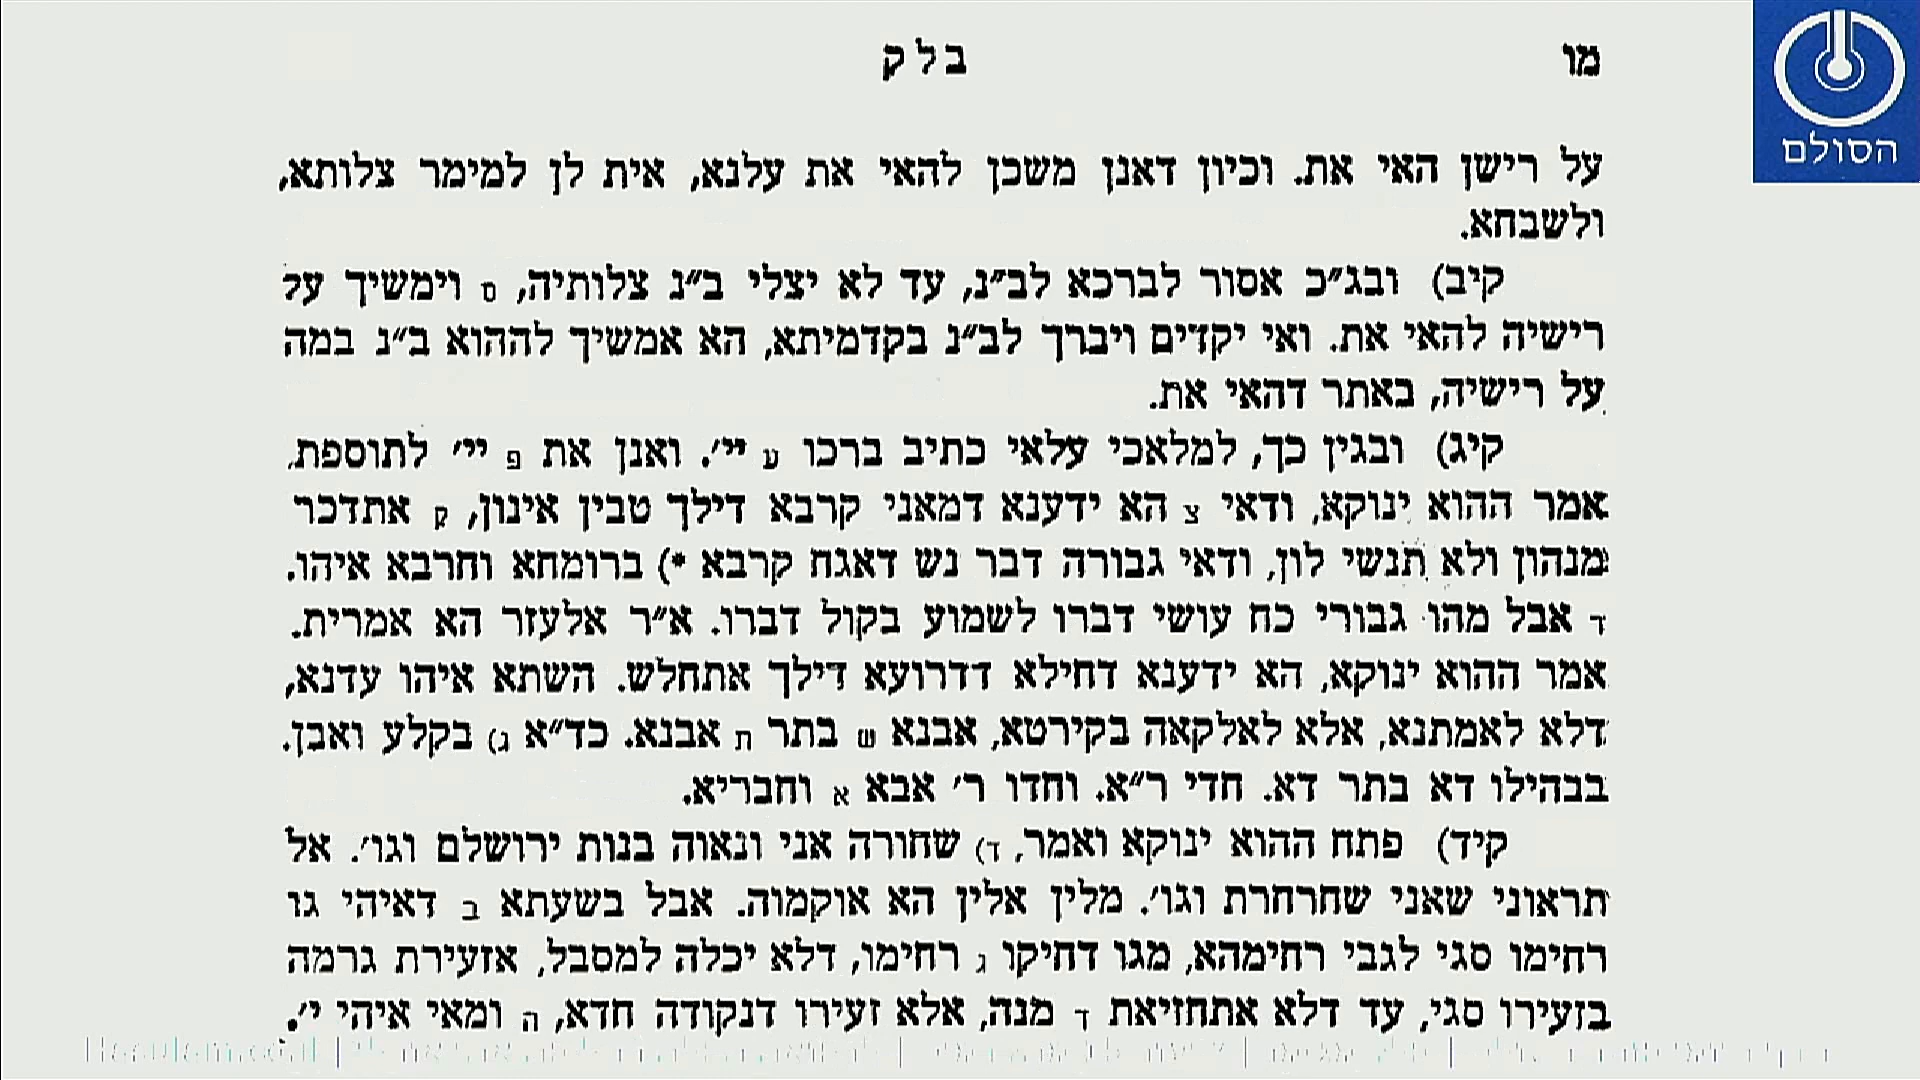 מו
בלק
הסולם
על רישן האי את. וכיון דאנן משכן להאי את עלנא, אית לן למימר צלותא,
ולשבחא.
קיב) ובג״כ אסור לברכא לב״נ, עד לא יצלי ב״נ צלותיה, ס וימשיך על
רישיה להאי את. ואי יקדים ויברך לב״נ בקדמיתא, הא אמשיך לההוא ב״נ במה
על רישיה, באתר דהאי את.
קיג) ובגין כך, למלאכי עלאי כתיב ברכו ע יי׳. ואנן את פ יי׳ לתוספת.
אמר ההוא ינוקא, ודאי צ הא ידענא דמאני קרבא דילך טבין אינון, ק אתדכר
מנהון ולא תנשי לון, ודאי גבורה דבר נש דאגח קרבא *) ברומחא וחרבא איהו.
ד אבל מהו גבורי כח עושי דברו לשמוע בקול דברו. א״ר אלעזר הא אמרית.
אמר ההוא ינוקא, הא ידענא דחילא דדרועא דילך אתחלש. השתא איהו עדנא,
דלא לאמתנא, אלא לאלקאה בקירטא, אבנא ש בתר ת אבנא. כד״א ג) בקלע ואבן.
בבהילו דא בתר דא. חדי ר״א. וחדו ר׳ אבא א וחבריא.
קיד) פתח ההוא ינוקא ואמר, ד) שחורה אני ונאוה בנות ירושלם וגו׳. אל
תראוני שאני שחרחרת וגו׳. מלין אלין הא אוקמוה. אבל בשעתא ב דאיהי גו
רחימו סגי לגבי רחימהא, מגו דחיקו ג רחימו, דלא יכלה למסבל, אזעירת גרמה
בזעירו סגי, עד דלא אתחזיאת ד מנה, אלא זעירו דנקודה חדא, ה ומאי איהי י׳.